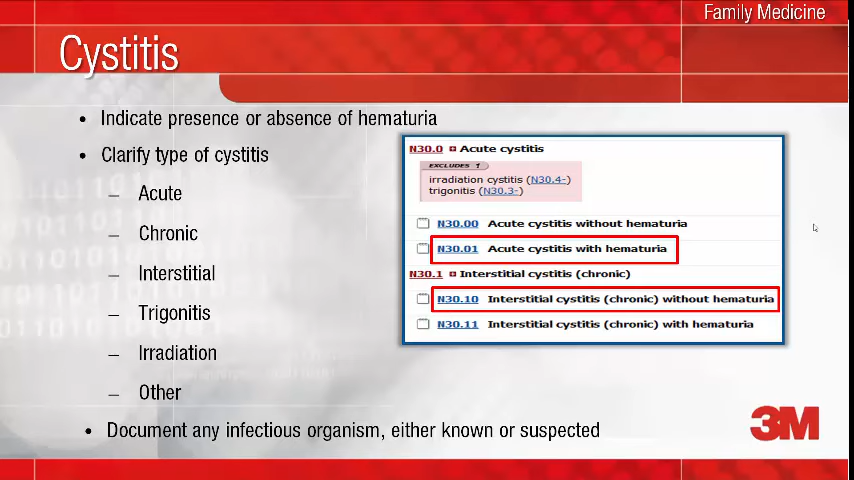 Family Medicine
Cystitis
• Indicate presence or absence of hematuria
• Clarify type of cystitis
– Acute
– Chronic
– Interstitial
– Trigonitis
– Irradiation
– Other
• Document any infectious organism, either known or suspected
N30.0 Acute cystitis
EXCLUDES 1
irradiation cystitis (N30.4-)
trigonitis (N30.3-)
N30.00 Acute cystitis without hematuria
N30.01 Acute cystitis with hematuria
N30.1 Interstitial cystitis (chronic)
N30.10 Interstitial cystitis (chronic) without hematuria
N30.11 Interstitial cystitis (chronic) with hematuria
3M